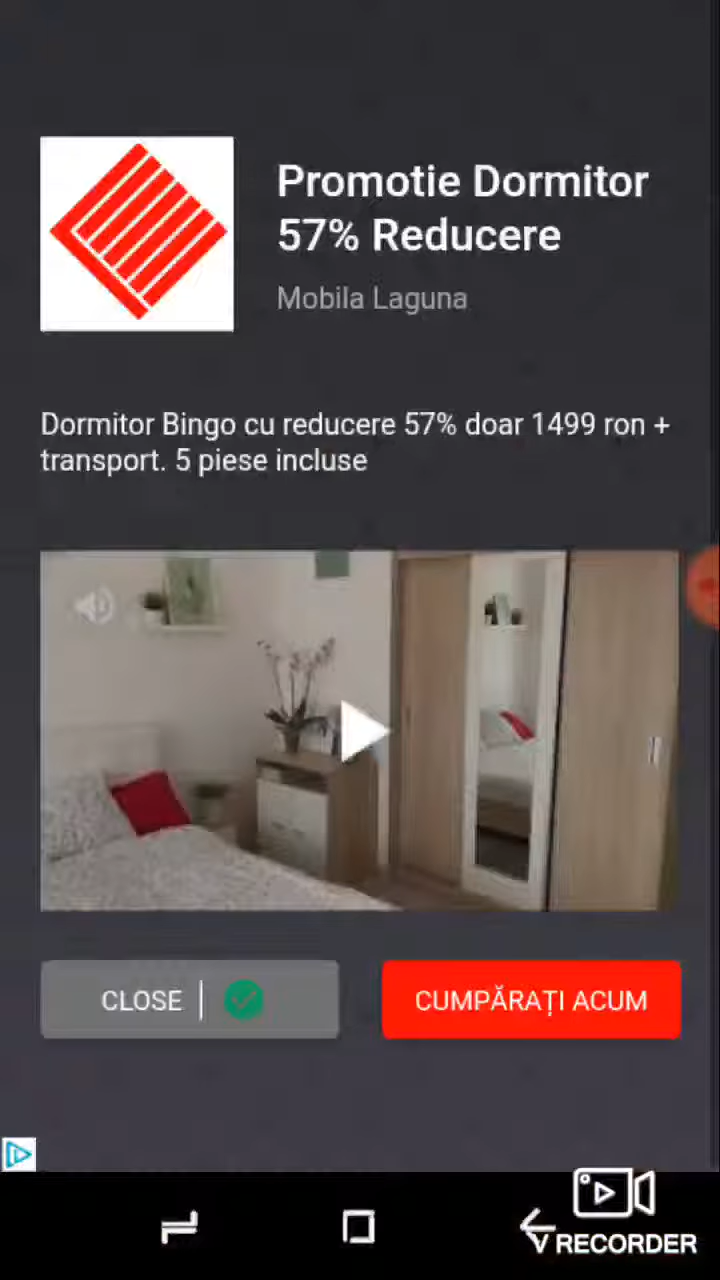 Promotie Dormitor
57% Reducere
Mobila Laguna
Dormitor Bingo cu reducere 57% doar 1499 ron +
transport. 5 piese incluse
CLOSE
CUMPĂRAȚI ACUM
V RECORDER